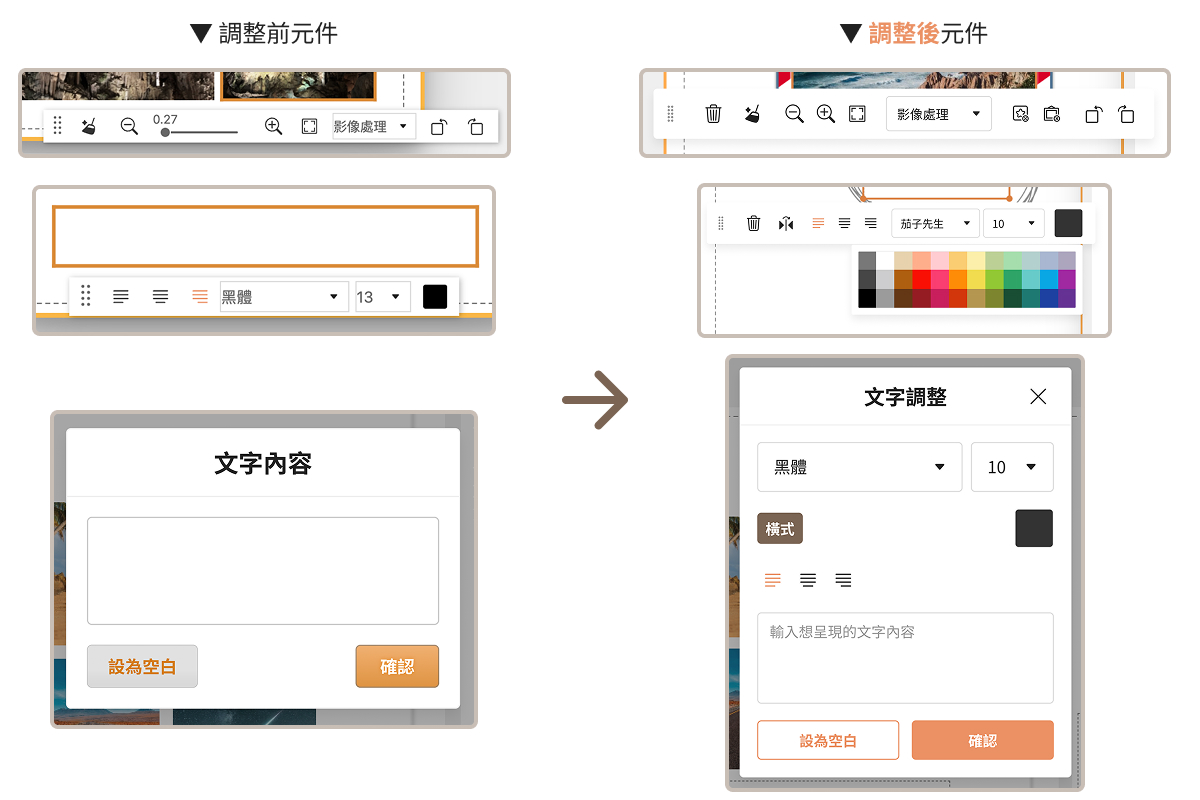 ▼ 調整前元件
▼ 調整後元件
0.27
影像處理
影像處理
黑體
13
茄子先生
10
文字內容
設為空白
確認
文字調整
黑體
10
橫式
輸入想呈現的文字內容
設為空白
確認